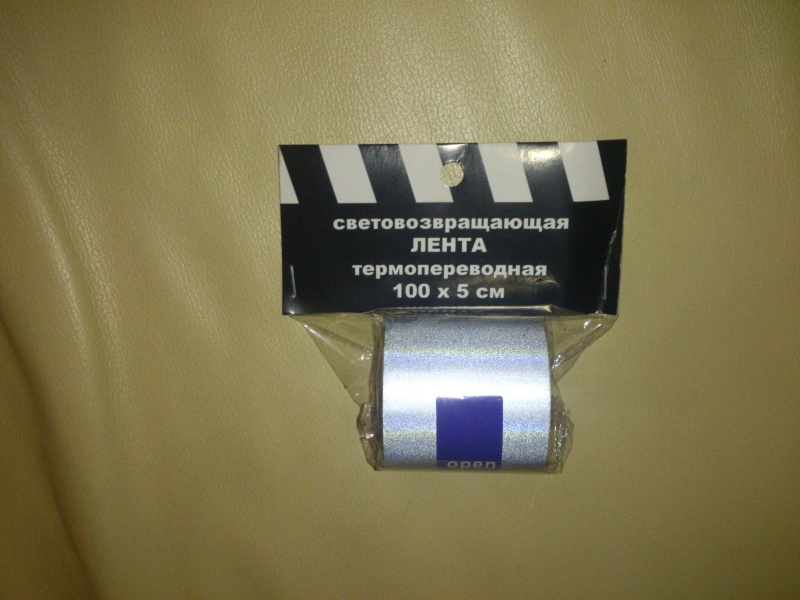 световозвращающая
ЛЕНТА
термопереводная
100 х 5 см
open